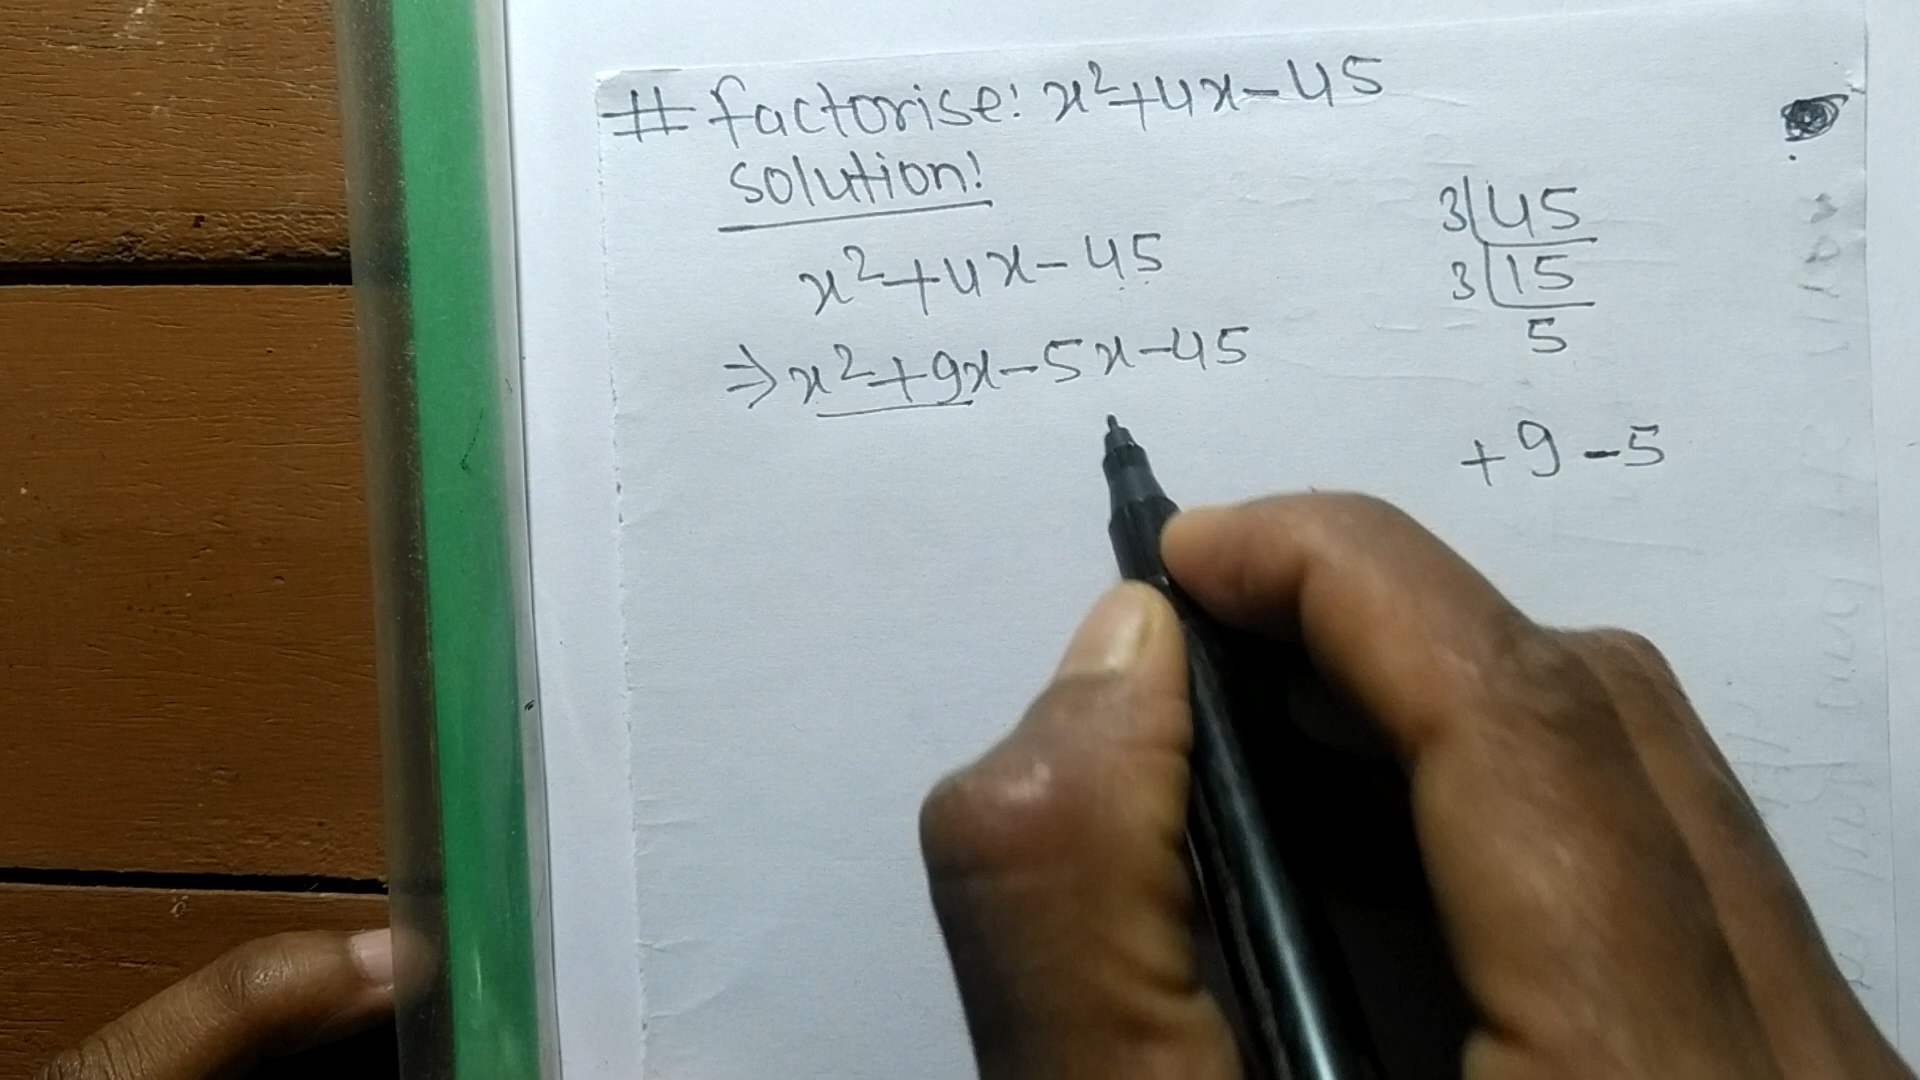 # factorise: x²+4x-45
solution:
x²+4x-45
⇒x²+9x-5x-45
3|45
3|15
5
+9-5